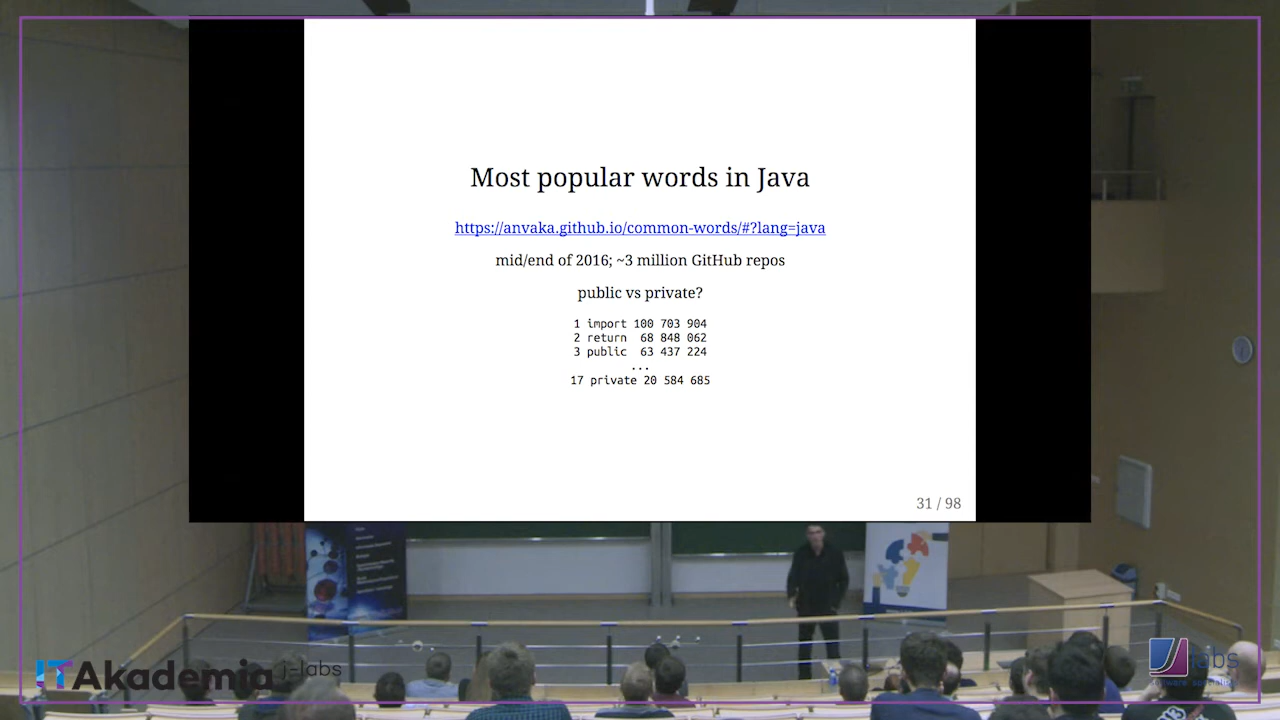 Most popular words in Java
https://anvaka.github.io/common-words/#?lang=java
mid/end of 2016; ~3 million GitHub repos
public vs private?
1 import 100 703 904
2 return 68 848 062
3 public 63 437 224
...
17 private 20 584 685
31 / 98
ITAkademia j-labs
j-labs